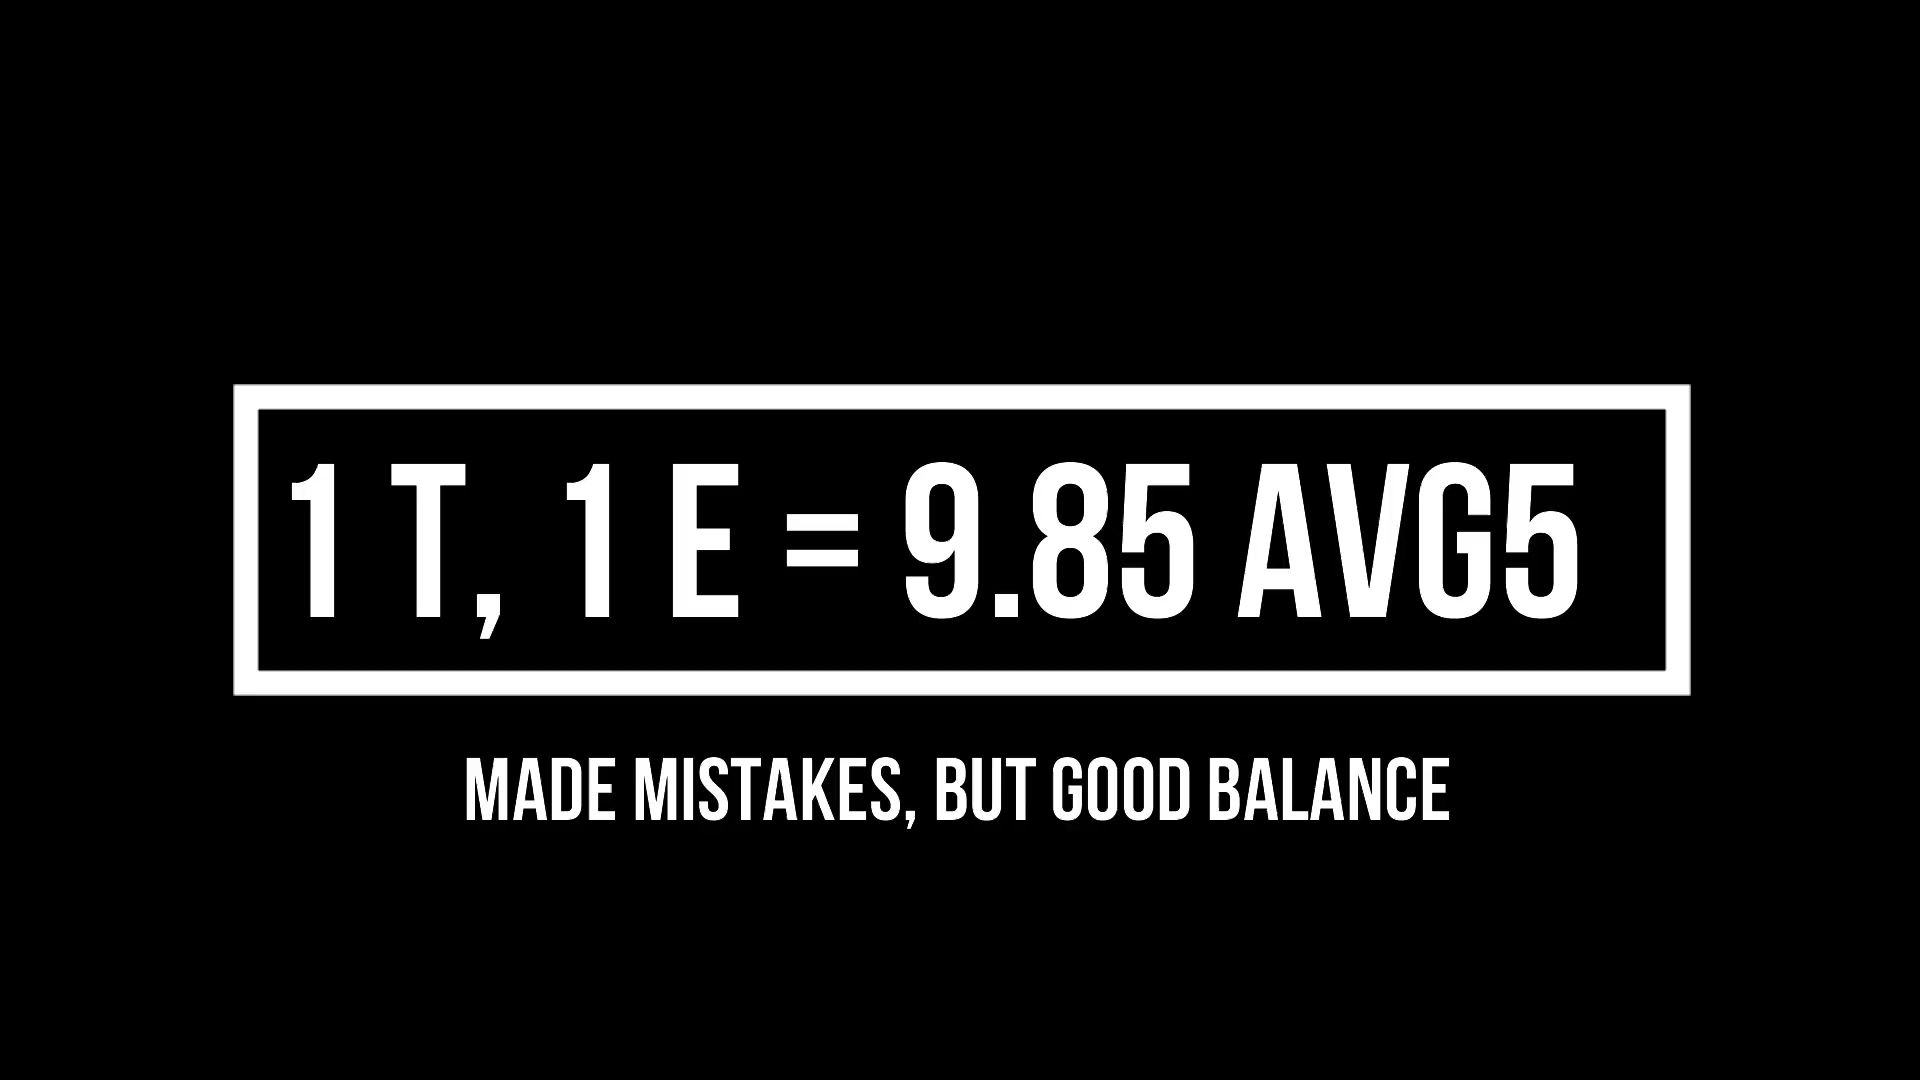 1 T, 1 E = 9.85 AVG5
MADE MISTAKES, BUT GOOD BALANCE